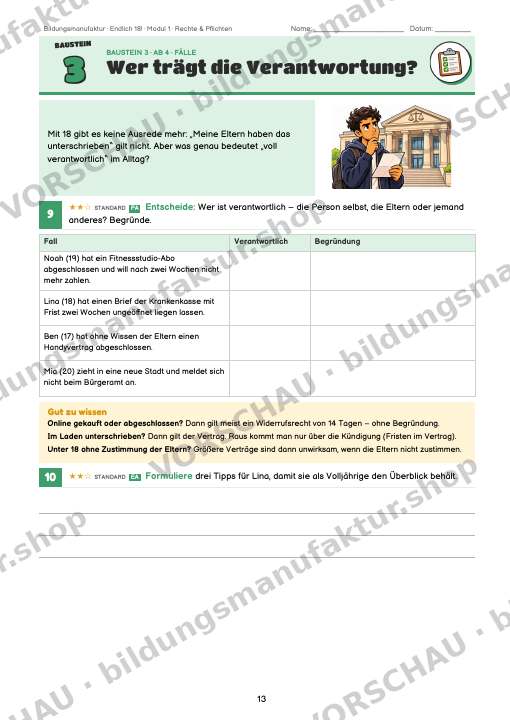 Bildungsmanufaktur · Endlich 18! · Modul 1 · Rechte & Pflichten Name: Datum:
BAUSTEIN
3
BAUSTEIN 3 · AB 4 · FÄLLE
Wer trägt die Verantwortung?
Mit 18 gibt es keine Ausrede mehr: „Meine Eltern haben das
unterschrieben" gilt nicht. Aber was genau bedeutet „voll
verantwortlich" im Alltag?
9 ★★☆ STANDARD PA Entscheide: Wer ist verantwortlich – die Person selbst, die Eltern oder jemand
anderes? Begründe.
Fall Verantwortlich Begründung
Noah (19) hat ein Fitnessstudio-Abo
abgeschlossen und will nach zwei Wochen nicht
mehr zahlen.
Lina (18) hat einen Brief der Krankenkasse mit
Frist zwei Wochen ungeöffnet liegen lassen.
Ben (17) hat ohne Wissen der Eltern einen
Handyvertrag abgeschlossen.
Mia (20) zieht in eine neue Stadt und meldet sich
nicht beim Bürgeramt an.
Gut zu wissen
Online gekauft oder abgeschlossen? Dann gilt meist ein Widerrufsrecht von 14 Tagen – ohne Begründung.
Im Laden unterschrieben? Dann gilt der Vertrag. Raus kommt man nur über die Kündigung (Fristen im Vertrag).
Unter 18 ohne Zustimmung der Eltern? Größere Verträge sind dann unwirksam, wenn die Eltern nicht zustimmen.
10 ★★☆ STANDARD EA Formuliere drei Tipps für Lina, damit sie als Volljährige den Überblick behält.
13
VORSCHAU · bildungsmanufaktur.shop
VORSCHAU · bildungsmanufaktur.shop
VORSCHAU · bildungsmanufaktur.shop